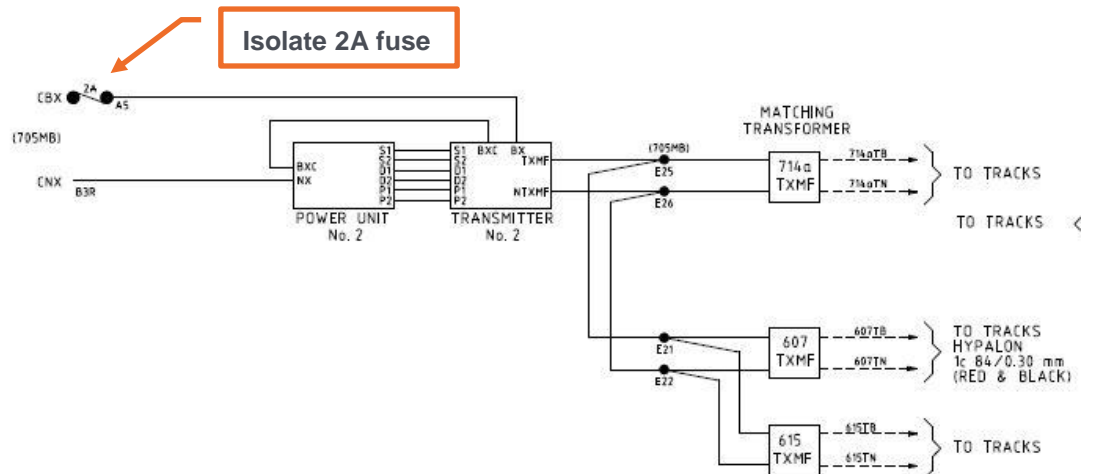 Isolate 2A fuse
CBX
2A
A5
(705MB)
CNX
B3R
BXC
NX
S1
S2
D1
D2
P1
P2
POWER UNIT
No. 2
S1
S2
D1
D2
P1
P2
BXC
BX
TXMF
NTXMF
TRANSMITTER
No. 2
(705MB)
E25
E26
MATCHING
TRANSFORMER
714a
TXMF
714aTB
714aTN
TO TRACKS
TO TRACKS
E21
E22
607
TXMF
607TB
607TN
TO TRACKS
HYPALON
1c 84/0.30 mm
(RED & BLACK)
615
TXMF
615TB
615TN
TO TRACKS